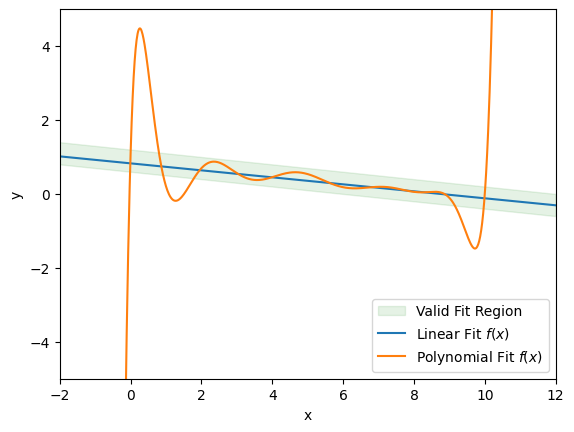 4
2
0
−2
−4
y
−2 0 2 4 6 8 10 12
x
Valid Fit Region
Linear Fit f(x)
Polynomial Fit f(x)